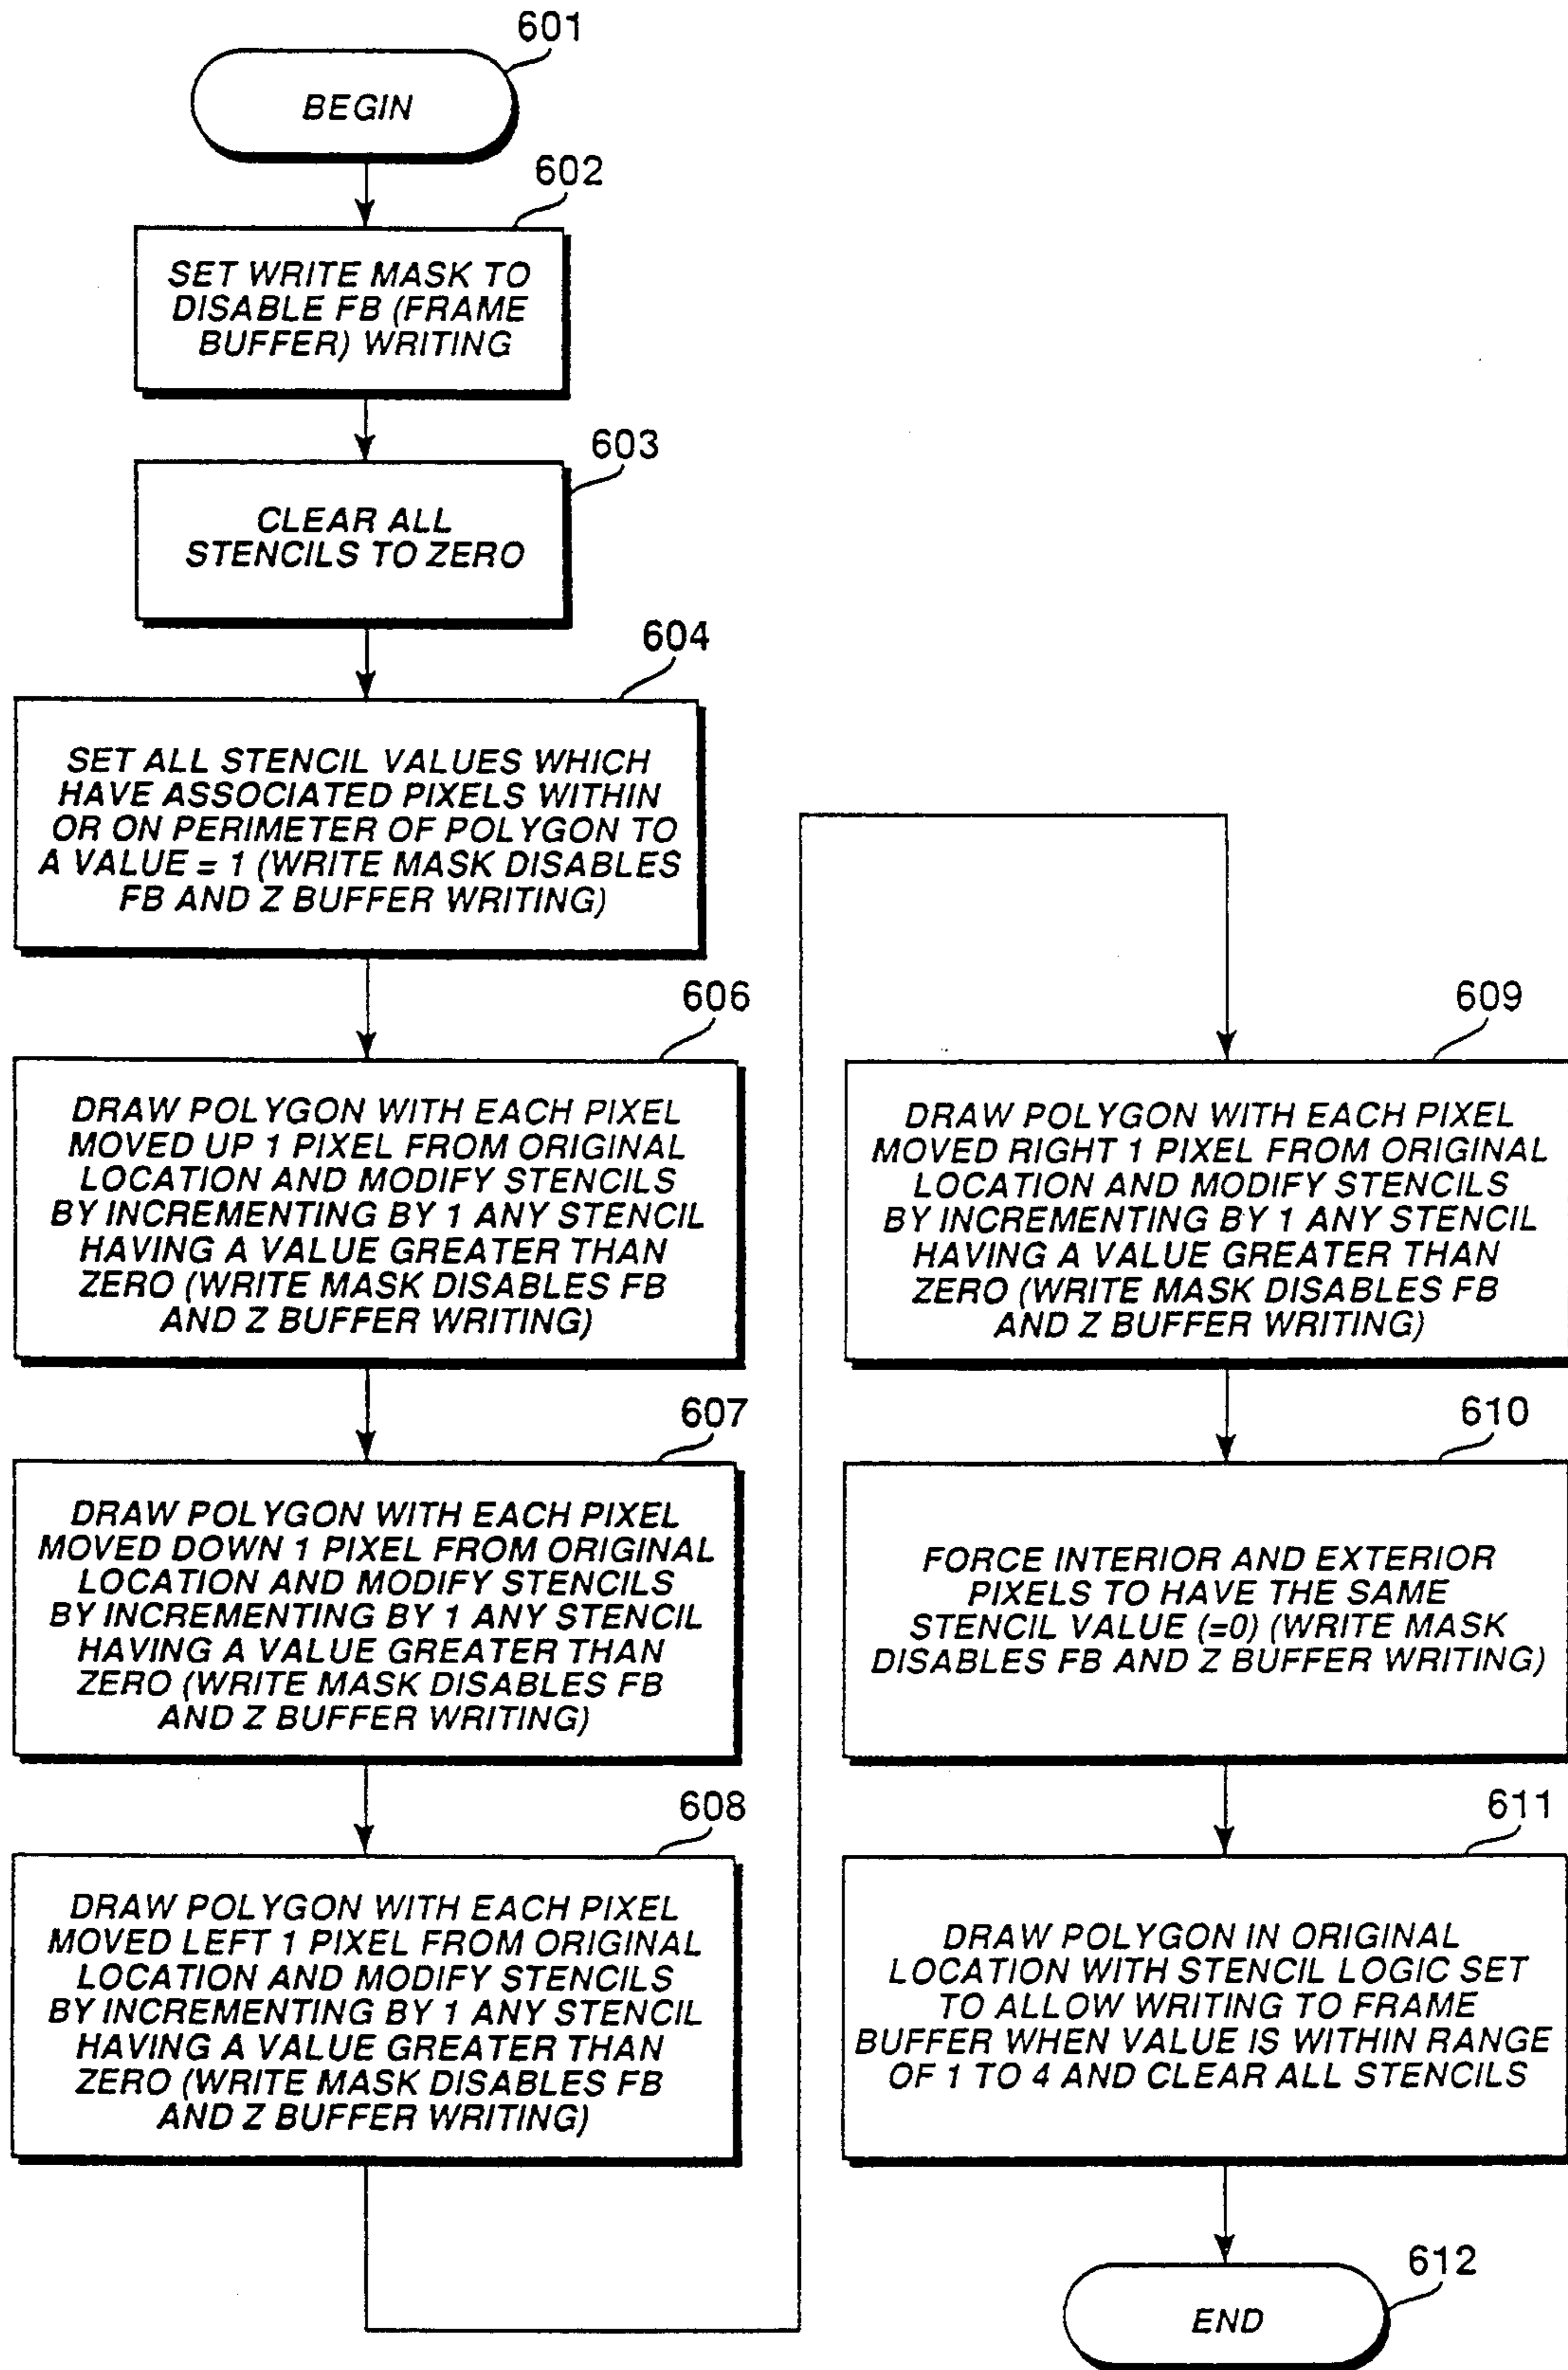 601
BEGIN
602
SET WRITE MASK TO
DISABLE FB (FRAME
BUFFER) WRITING
603
CLEAR ALL
STENCILS TO ZERO
604
SET ALL STENCIL VALUES WHICH
HAVE ASSOCIATED PIXELS WITHIN
OR ON PERIMETER OF POLYGON TO
A VALUE = 1 (WRITE MASK DISABLES
FB AND Z BUFFER WRITING)
606
DRAW POLYGON WITH EACH PIXEL
MOVED UP 1 PIXEL FROM ORIGINAL
LOCATION AND MODIFY STENCILS
BY INCREMENTING BY 1 ANY STENCIL
HAVING A VALUE GREATER THAN
ZERO (WRITE MASK DISABLES FB
AND Z BUFFER WRITING)
607
DRAW POLYGON WITH EACH PIXEL
MOVED DOWN 1 PIXEL FROM ORIGINAL
LOCATION AND MODIFY STENCILS
BY INCREMENTING BY 1 ANY STENCIL
HAVING A VALUE GREATER THAN
ZERO (WRITE MASK DISABLES FB
AND Z BUFFER WRITING)
608
DRAW POLYGON WITH EACH PIXEL
MOVED LEFT 1 PIXEL FROM ORIGINAL
LOCATION AND MODIFY STENCILS
BY INCREMENTING BY 1 ANY STENCIL
HAVING A VALUE GREATER THAN
ZERO (WRITE MASK DISABLES FB
AND Z BUFFER WRITING)
609
DRAW POLYGON WITH EACH PIXEL
MOVED RIGHT 1 PIXEL FROM ORIGINAL
LOCATION AND MODIFY STENCILS
BY INCREMENTING BY 1 ANY STENCIL
HAVING A VALUE GREATER THAN
ZERO (WRITE MASK DISABLES FB
AND Z BUFFER WRITING)
610
FORCE INTERIOR AND EXTERIOR
PIXELS TO HAVE THE SAME
STENCIL VALUE (=0) (WRITE MASK
DISABLES FB AND Z BUFFER WRITING)
611
DRAW POLYGON IN ORIGINAL
LOCATION WITH STENCIL LOGIC SET
TO ALLOW WRITING TO FRAME
BUFFER WHEN VALUE IS WITHIN RANGE
OF 1 TO 4 AND CLEAR ALL STENCILS
612
END